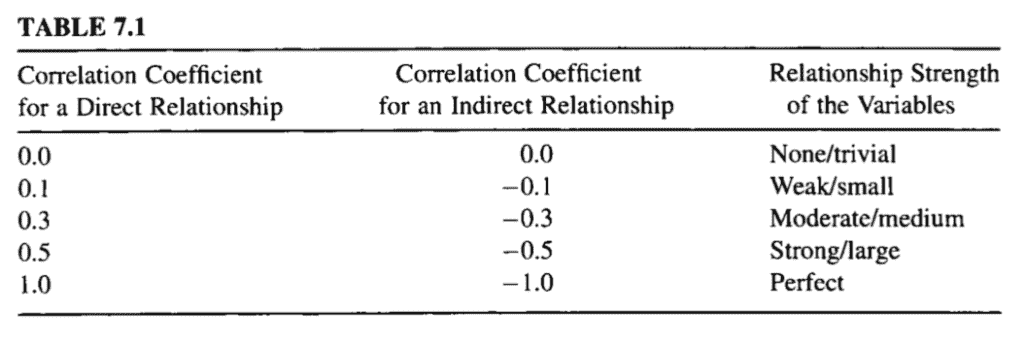 TABLE 7.1
Correlation Coefficient Correlation Coefficient Relationship Strength
for a Direct Relationship for an Indirect Relationship of the Variables
0.0 0.0 None/trivial
0.1 −0.1 Weak/small
0.3 −0.3 Moderate/medium
0.5 −0.5 Strong/large
1.0 −1.0 Perfect